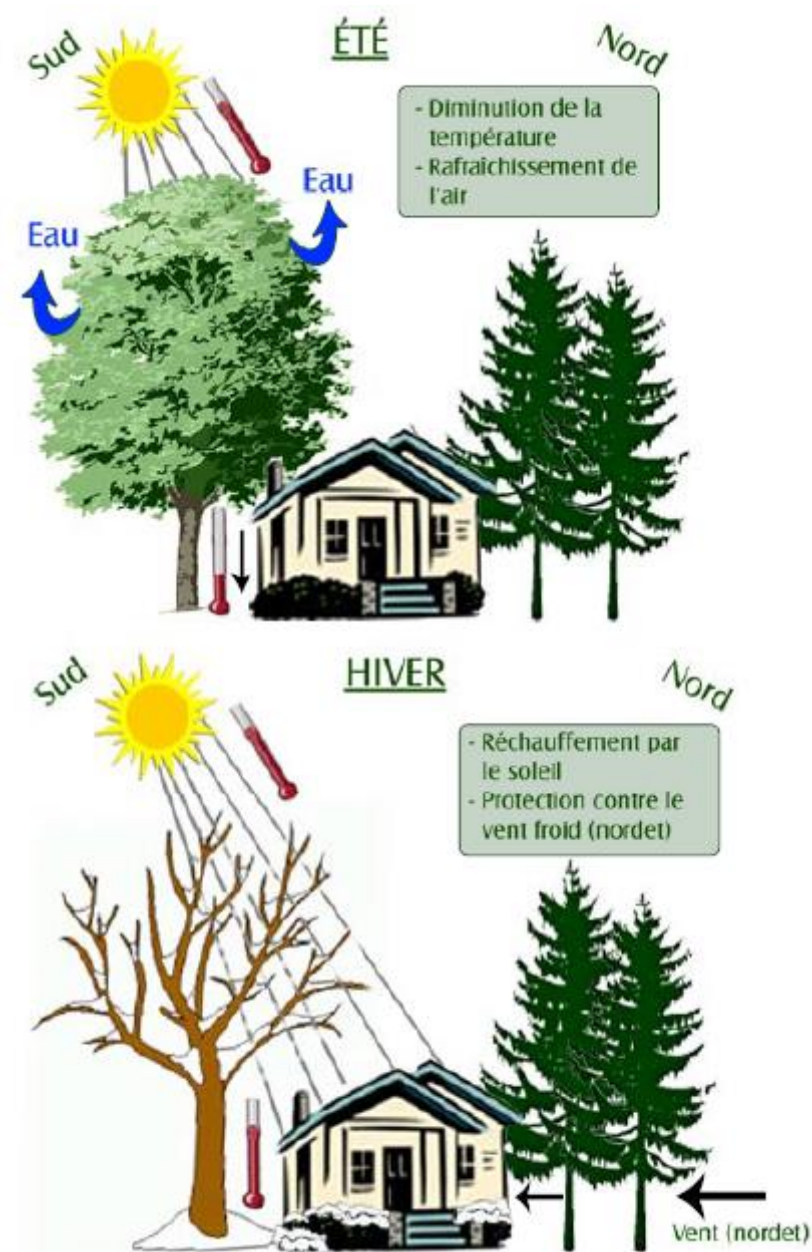 Sud
ÉTÉ
Nord
- Diminution de la
température
- Rafraîchissement de
l'air
Eau
Eau
Sud
HIVER
Nord
- Réchauffement par
le soleil
- Protection contre le
vent froid (nordet)
Vent (nordet)